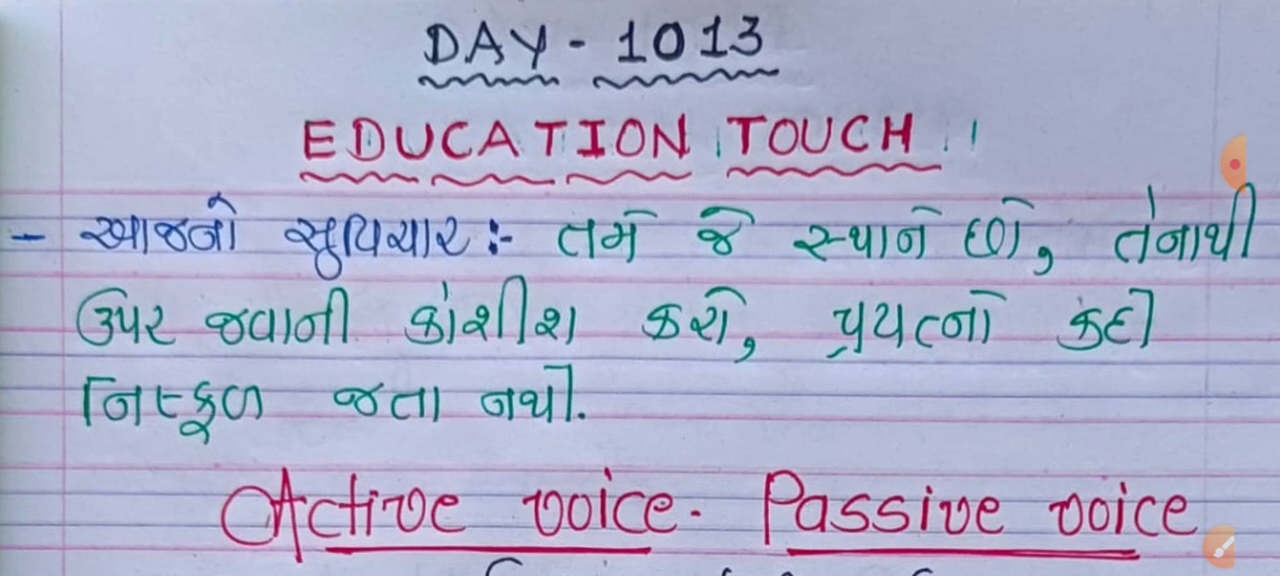 DAY - 1013
EDUCATION TOUCH
- આજનો સુવિચાર :- તમે જે સ્થાને છો, તેનાથી
ઉપર જવાની કોશીશ કરો, પ્રયત્નો કદી
નિષ્ફળ જતા નથી.
Active voice. Passive voice